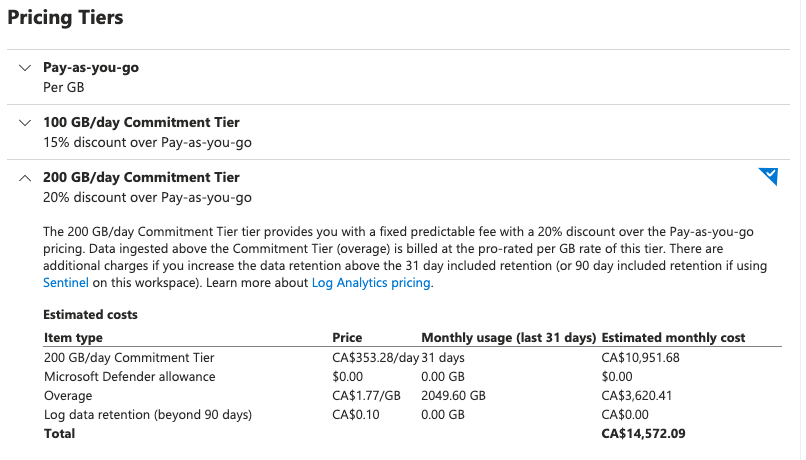 Pricing Tiers
Pay-as-you-go
Per GB
100 GB/day Commitment Tier
15% discount over Pay-as-you-go
200 GB/day Commitment Tier
20% discount over Pay-as-you-go
The 200 GB/day Commitment Tier tier provides you with a fixed predictable fee with a 20% discount over the Pay-as-you-go
pricing. Data ingested above the Commitment Tier (overage) is billed at the pro-rated per GB rate of this tier. There are
additional charges if you increase the data retention above the 31 day included retention (or 90 day included retention if using
Sentinel on this workspace). Learn more about Log Analytics pricing.
Estimated costs
Item type Price Monthly usage (last 31 days) Estimated monthly cost
200 GB/day Commitment Tier CA$353.28/day 31 days CA$10,951.68
Microsoft Defender allowance $0.00 0.00 GB $0.00
Overage CA$1.77/GB 2049.60 GB CA$3,620.41
Log data retention (beyond 90 days) CA$0.10 0.00 GB CA$0.00
Total CA$14,572.09